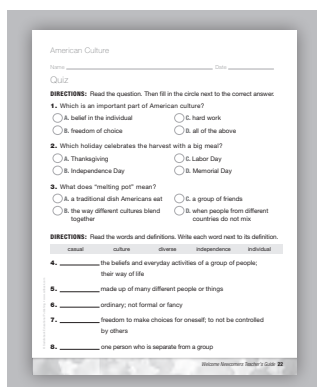 American Culture
Name Date
Quiz
DIRECTIONS: Read the question. Then fill in the circle next to the correct answer.
1. Which is an important part of American culture?
A. belief in the individual
C. hard work
B. freedom of choice
D. all of the above
2. Which holiday celebrates the harvest with a big meal?
A. Thanksgiving
C. Labor Day
B. Independence Day
D. Memorial Day
3. What does "melting pot" mean?
A. a traditional dish Americans eat
C. a group of friends
B. the way different cultures blend
together
D. when people from different
countries do not mix
DIRECTIONS: Read the words and definitions. Write each word next to its definition.
casual culture diverse independence individual
4. the beliefs and everyday activities of a group of people;
their way of life
5. made up of many different people or things
6. ordinary; not formal or fancy
7. freedom to make choices for oneself; to not be controlled
by others
8. one person who is separate from a group
Welcome Newcomers Teacher's Guide 33